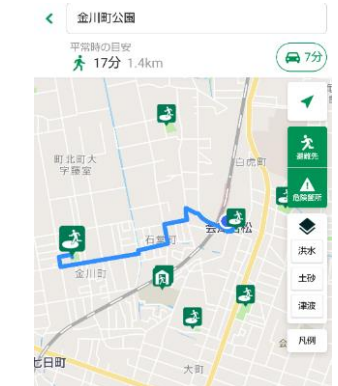 金川町公園
平常時の目安
17分 1.4km
7分
避難先
危険箇所
町北町大
字藤室
白虎町
石堂町
金川町
洪水
土砂
津波
凡例
七日町
大町